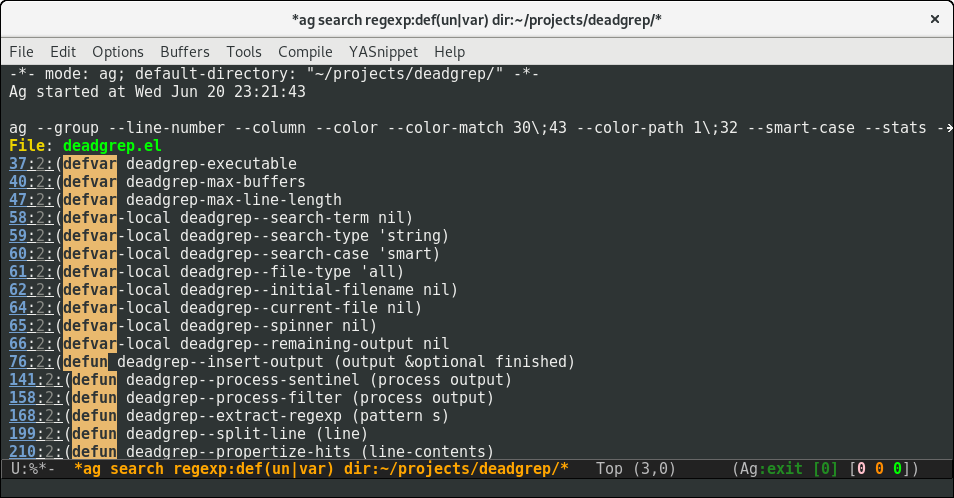 *ag search regexp:def(un|var) dir:~/projects/deadgrep/*
×
File Edit Options Buffers Tools Compile YASnippet Help
-*- mode: ag; default-directory: "~/projects/deadgrep/" -*-
Ag started at Wed Jun 20 23:21:43

ag --group --line-number --column --color --color-match 30\;43 --color-path 1\;32 --smart-case --stats -→
File: deadgrep.el
37:2:(defvar deadgrep-executable
40:2:(defvar deadgrep-max-buffers
47:2:(defvar deadgrep-max-line-length
58:2:(defvar-local deadgrep--search-term nil)
59:2:(defvar-local deadgrep--search-type 'string)
60:2:(defvar-local deadgrep--search-case 'smart)
61:2:(defvar-local deadgrep--file-type 'all)
62:2:(defvar-local deadgrep--initial-filename nil)
64:2:(defvar-local deadgrep--current-file nil)
65:2:(defvar-local deadgrep--spinner nil)
66:2:(defvar-local deadgrep--remaining-output nil
76:2:(defun deadgrep--insert-output (output &optional finished)
141:2:(defun deadgrep--process-sentinel (process output)
158:2:(defun deadgrep--process-filter (process output)
168:2:(defun deadgrep--extract-regexp (pattern s)
199:2:(defun deadgrep--split-line (line)
210:2:(defun deadgrep--propertize-hits (line-contents)
U:%*- *ag search regexp:def(un|var) dir:~/projects/deadgrep/* Top (3,0) (Ag:exit [0] [0 0 0])